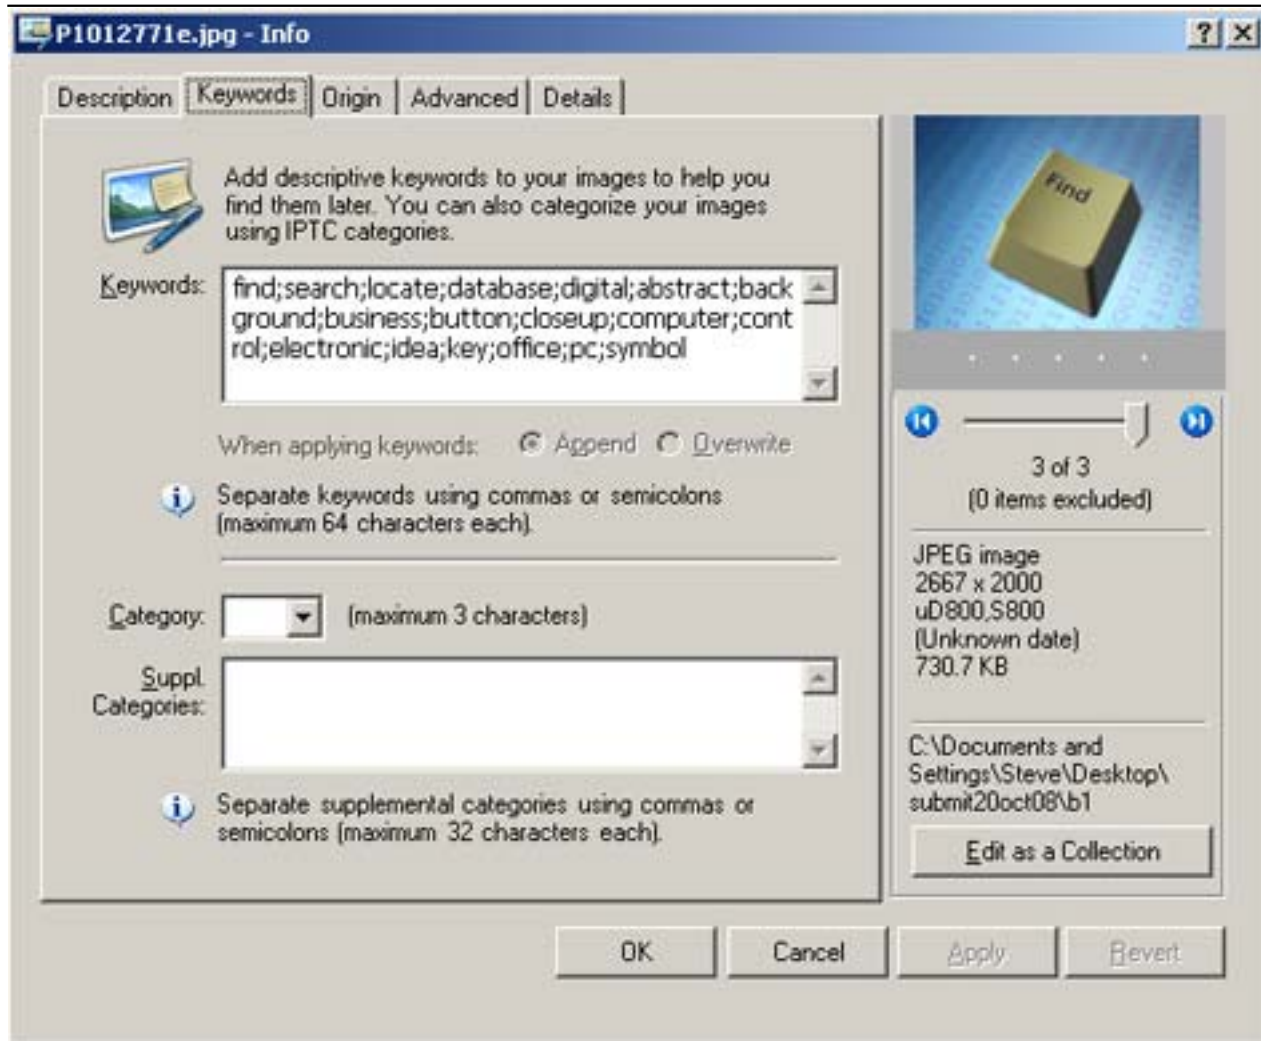 P1012771e.jpg - Info
Description Keywords Origin Advanced Details
Add descriptive keywords to your images to help you
find them later. You can also categorize your images
using IPTC categories.
Keywords:
find;search;locate;database;digital;abstract;back
ground;business;button;closeup;computer;cont
rol;electronic;idea;key;office;pc;symbol
When applying keywords: Append Overwrite
Separate keywords using commas or semicolons
(maximum 64 characters each).
Category: (maximum 3 characters)
Suppl.
Categories:
Separate supplemental categories using commas or
semicolons (maximum 32 characters each).
Find
3 of 3
(0 items excluded)
JPEG image
2667 x 2000
uD800,S800
(Unknown date)
730.7 KB
C:\Documents and
Settings\Steve\Desktop\
submit20oct08\b1
Edit as a Collection
OK Cancel Apply Revert